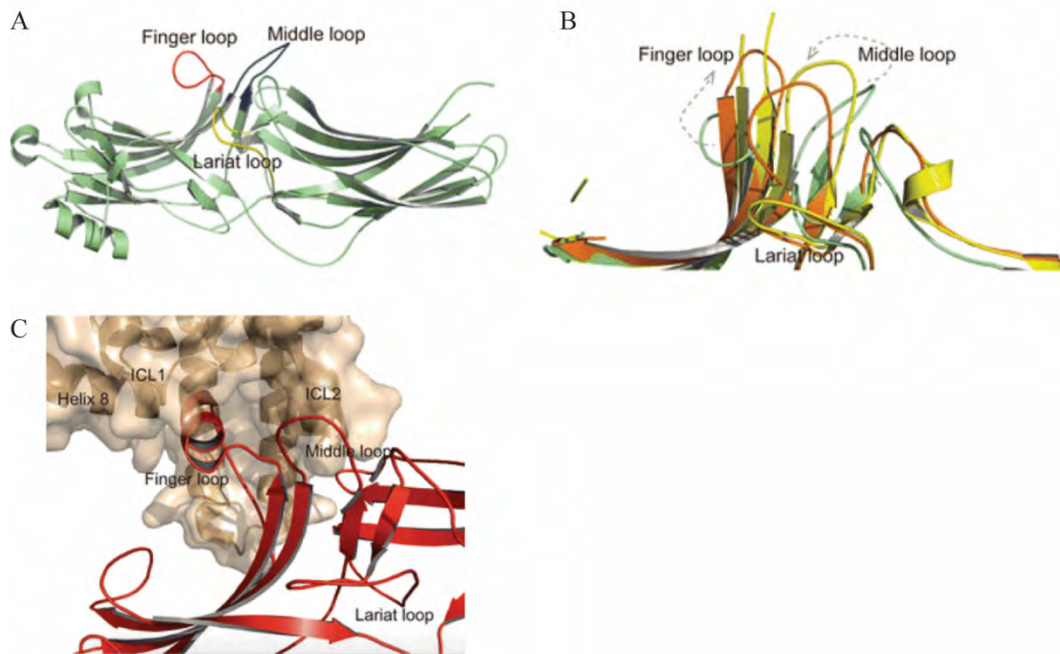 A
Finger loop
Middle loop
Lariat loop
B
Finger loop
Middle loop
Lariat loop
C
ICL1
Helix 8
ICL2
Middle loop
Finger loop
Lariat loop